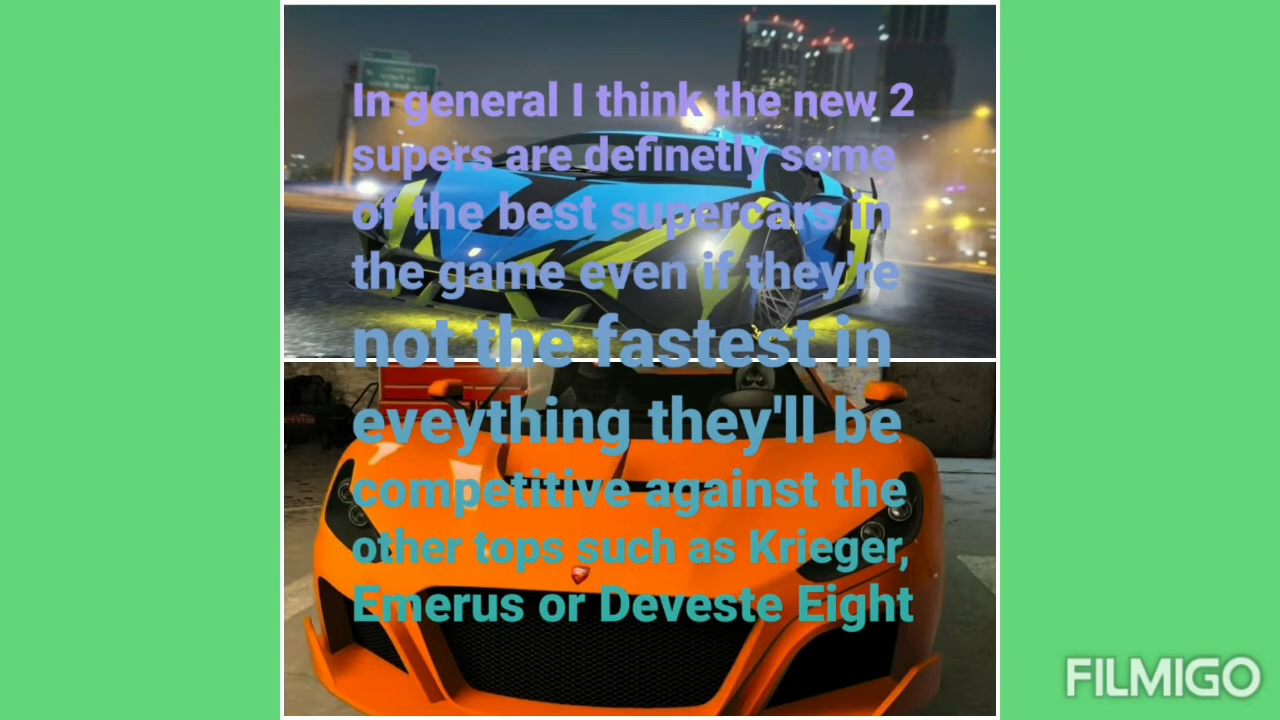 In general I think the new 2
supers are definetly some
of the best supercars in
the game even if they're
not the fastest in
eveything they'll be
competitive against the
other tops such as Krieger,
Emerus or Deveste Eight
FILMIGO